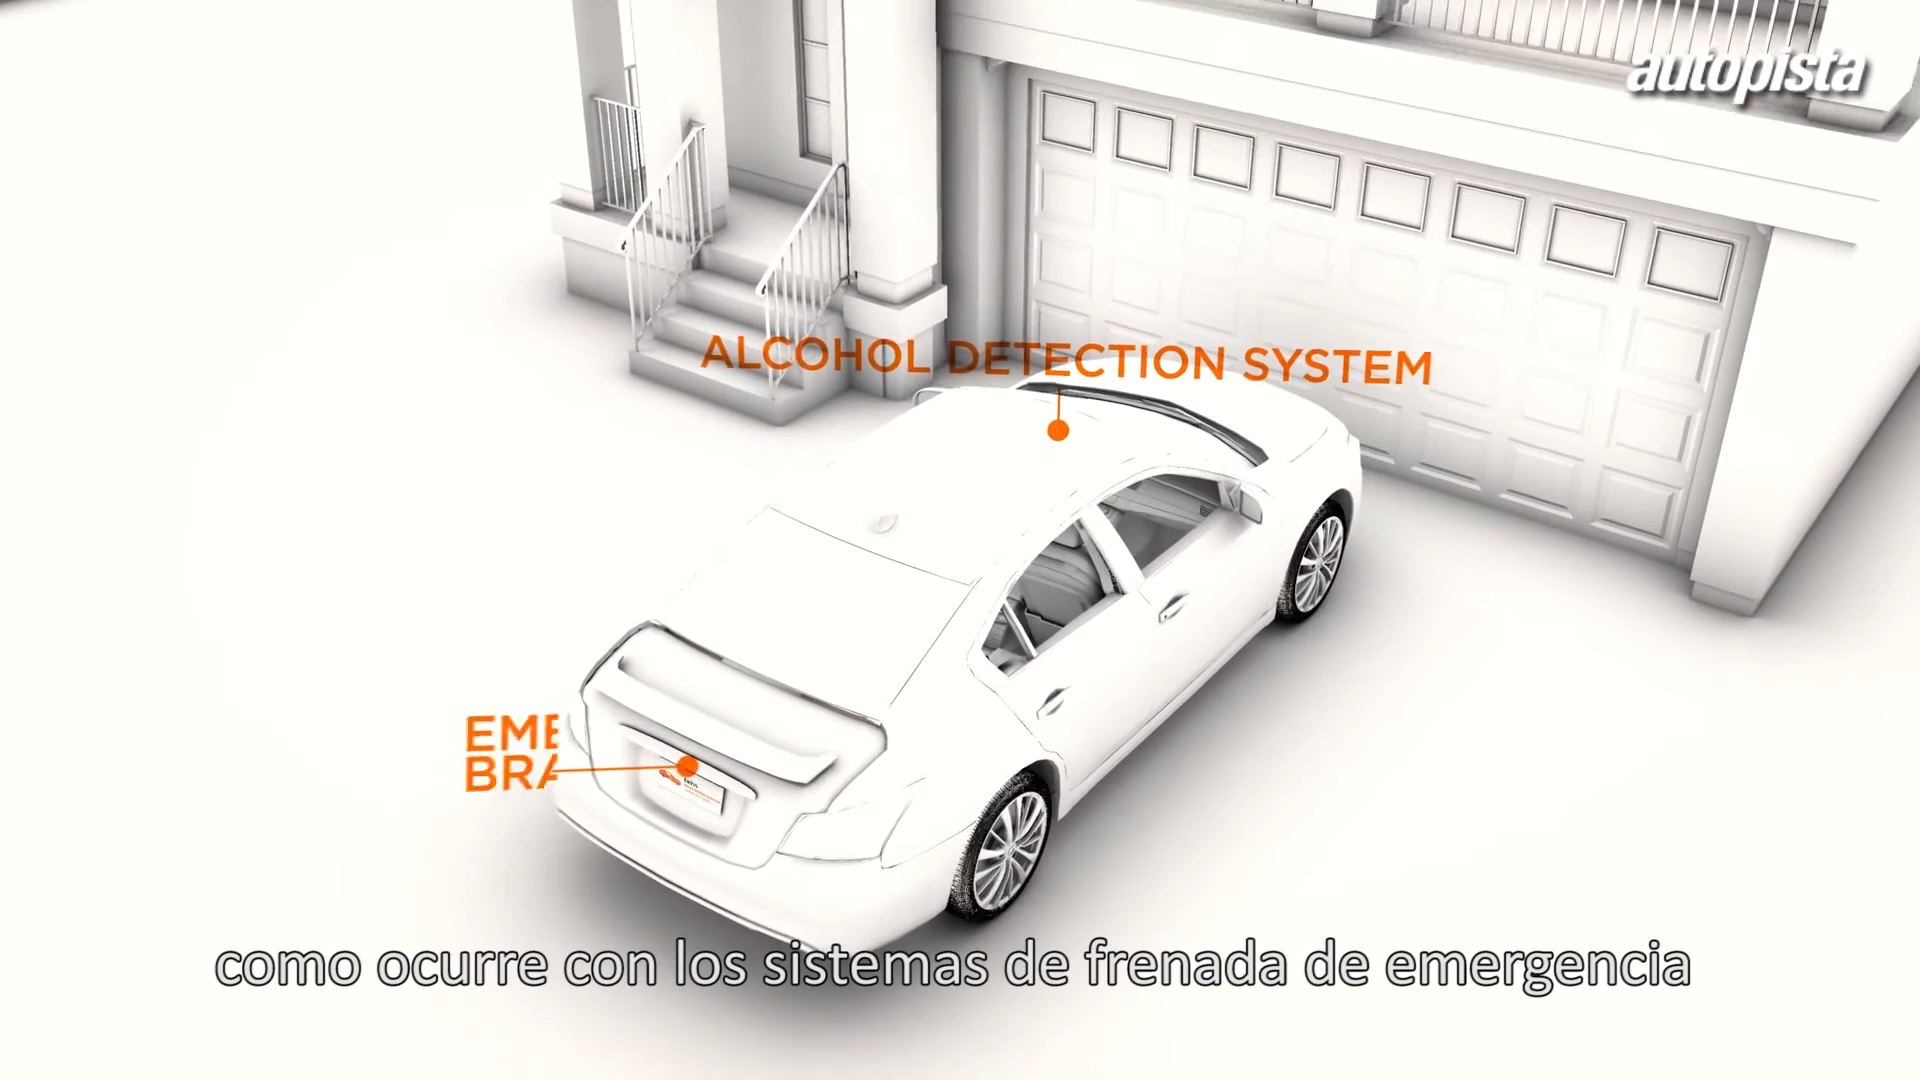 autopista
ALCOHOL DETECTION SYSTEM
EME
BRA
como ocurre con los sistemas de frenada de emergencia